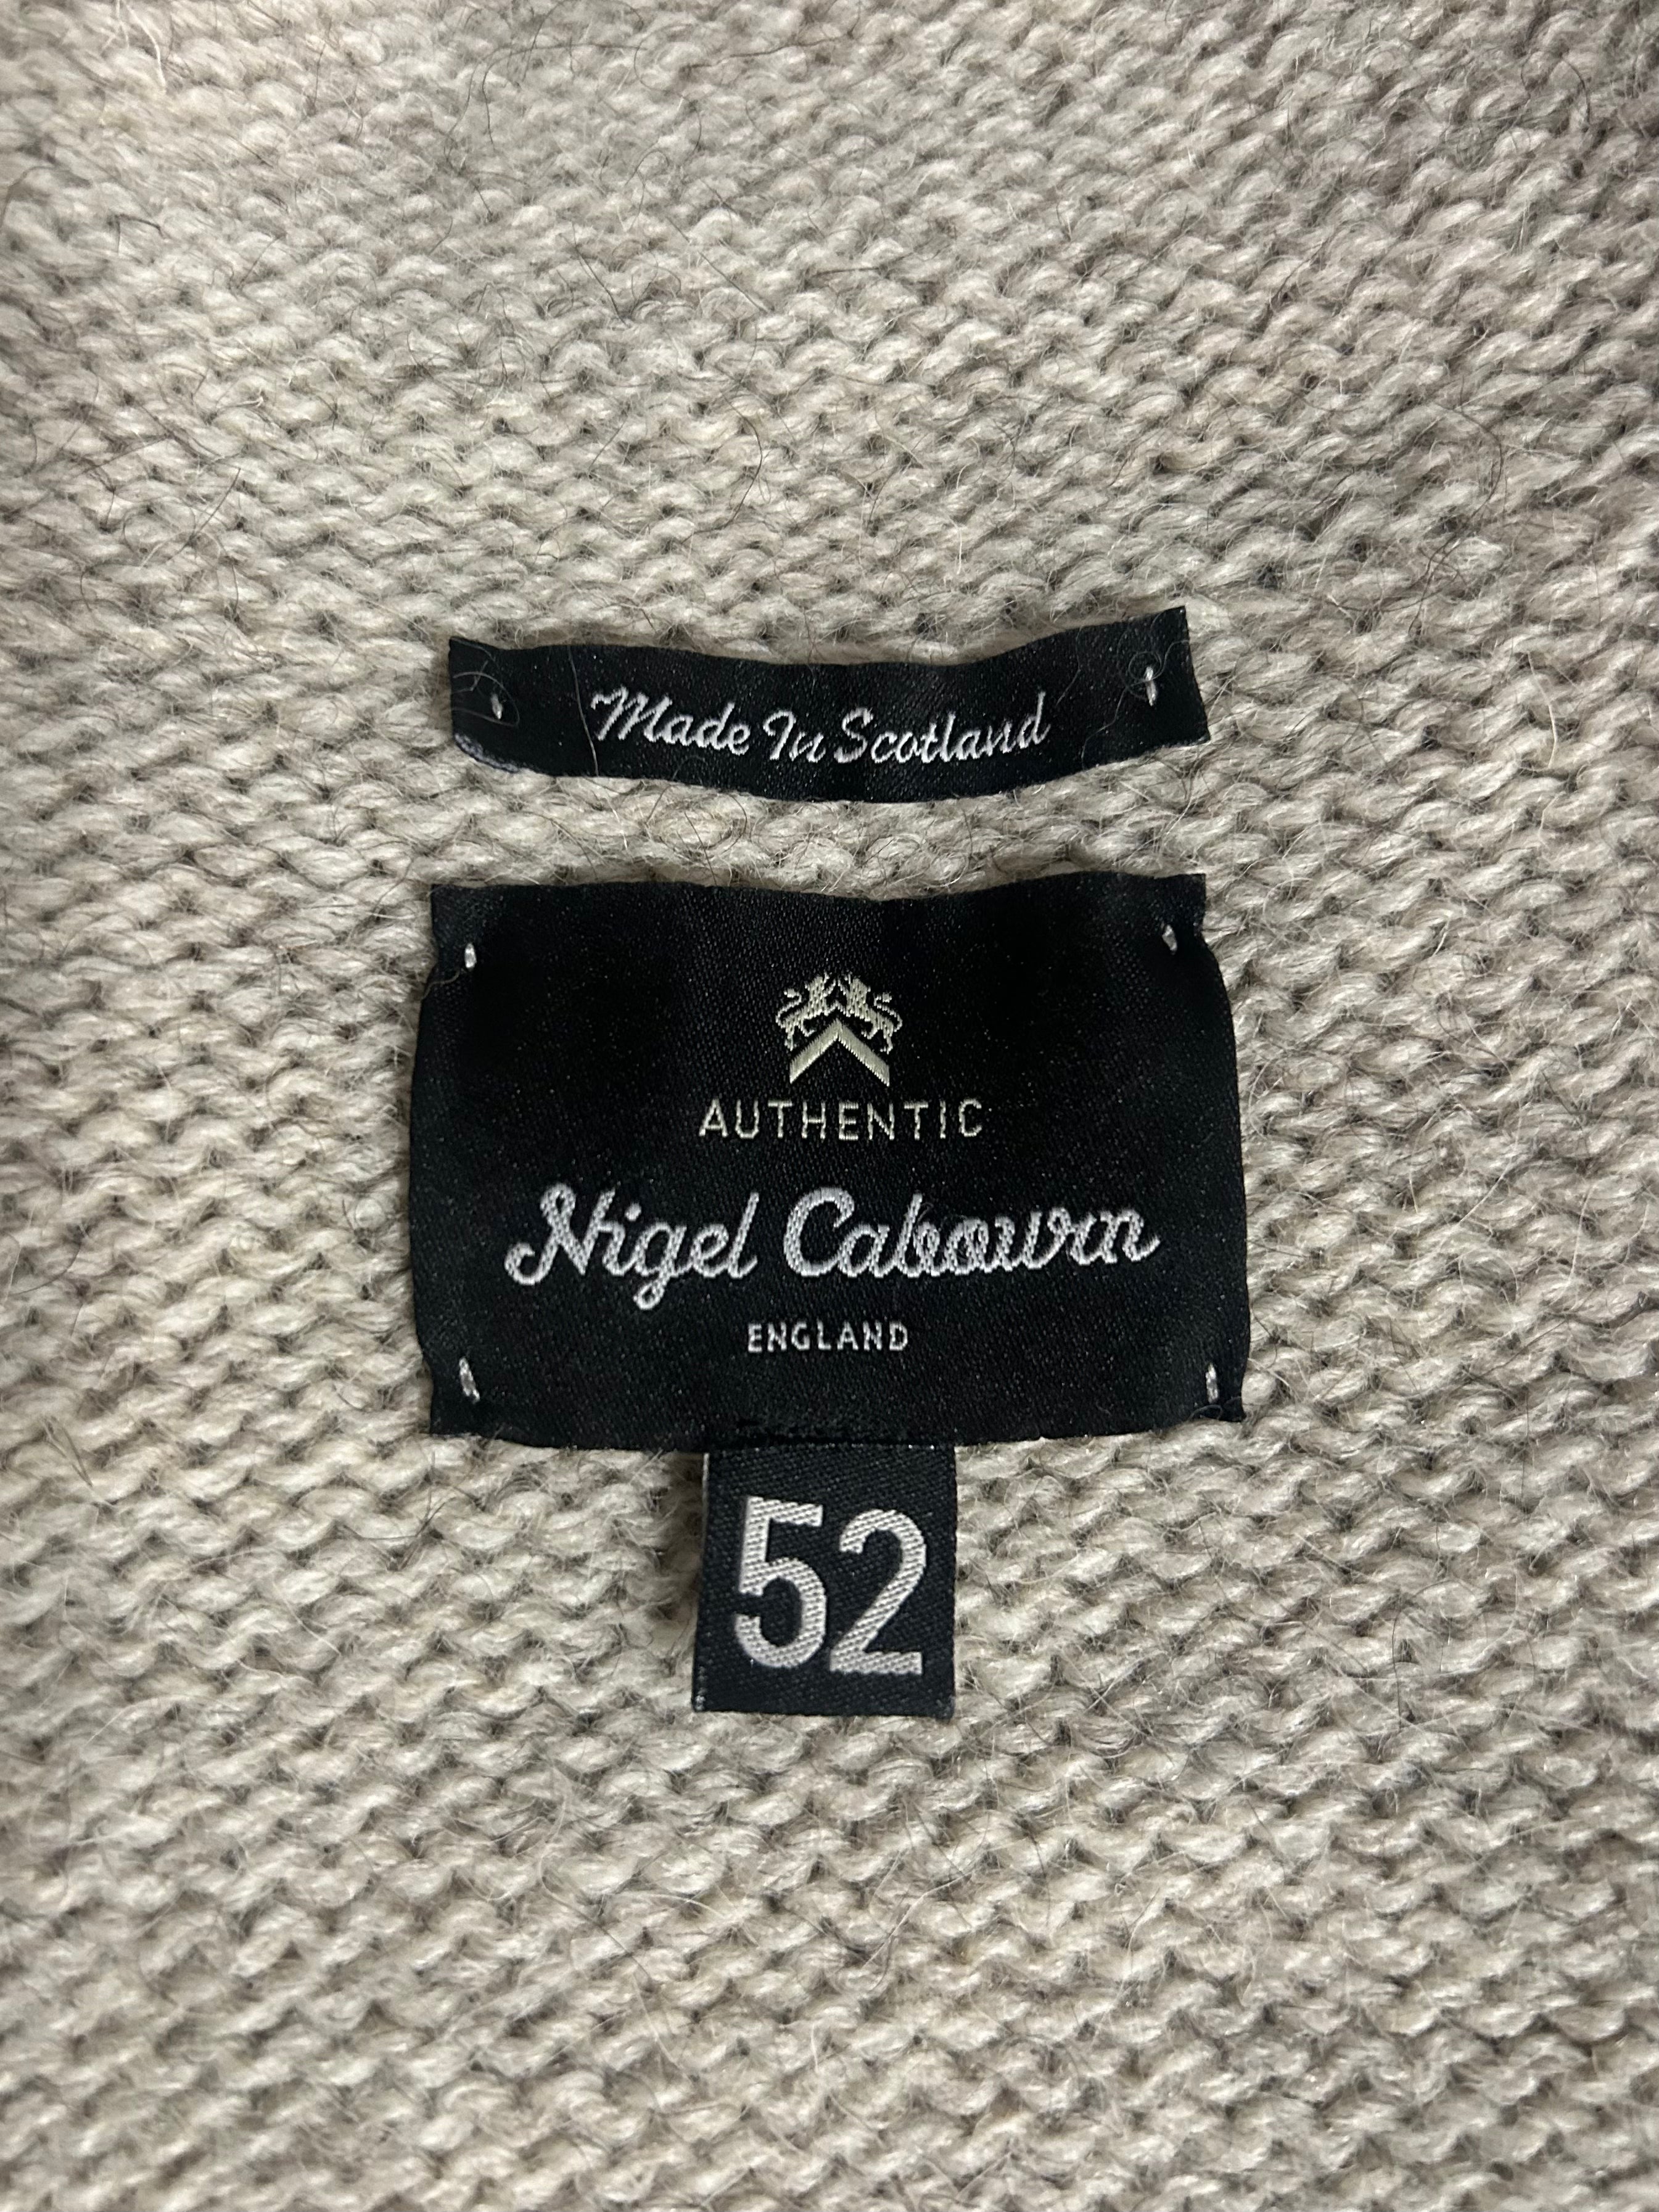 Made In Scotland
AUTHENTIC
Nigel Cabourn
ENGLAND
52